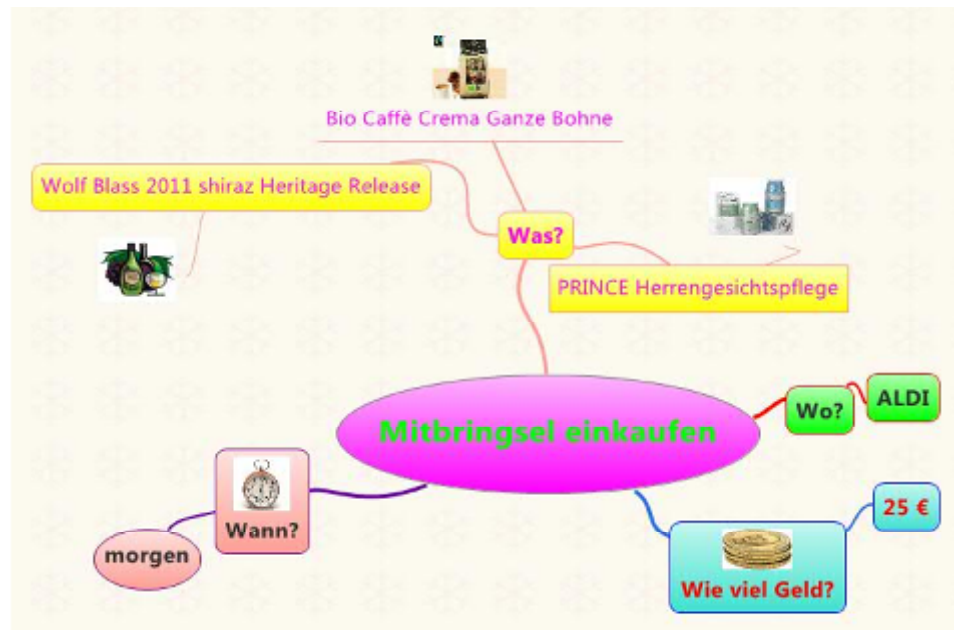 Bio Caffè Crema Ganze Bohne
Wolf Blass 2011 shiraz Heritage Release
Was?
PRINCE Herrengesichtspflege
Mitbringsel einkaufen
Wo?
ALDI
Wann?
morgen
25 €
Wie viel Geld?